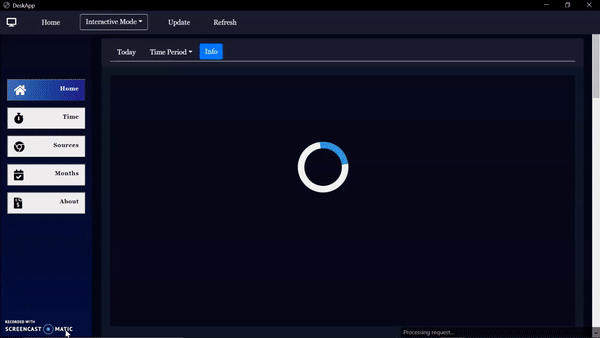 DeskApp
Home Interactive Mode Update Refresh
Today Time Period Info
Home
Time
Sources
Months
About
RECORDED WITH
SCREENCAST MATIC
Processing request...